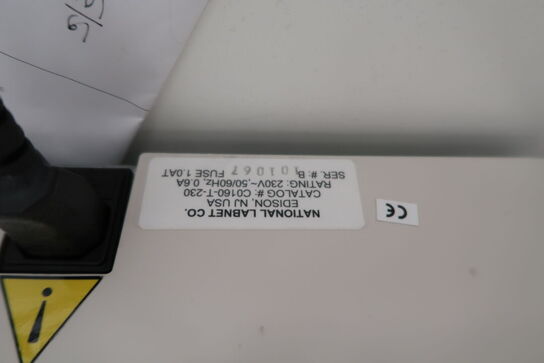 NATIONAL LABNET CO.
EDISON, NJ USA
CATALOG #: C0160-T-230
RATING: 230V~,50/60Hz, 0.6A
SER. #: B 101067 FUSE 1.0AT
CE